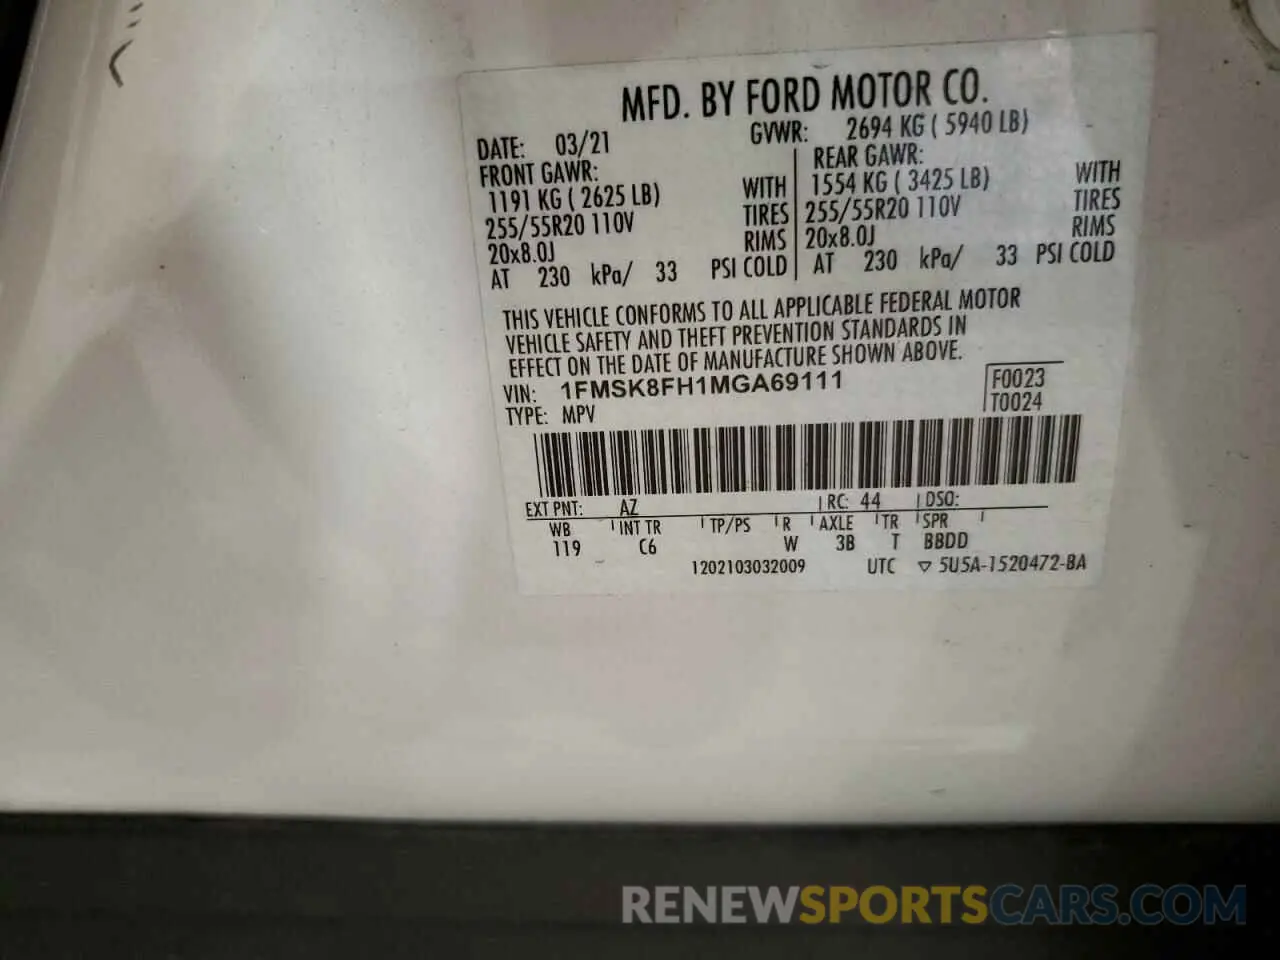 MFD. BY FORD MOTOR CO.
DATE: 03/21 GVWR: 2694 KG ( 5940 LB)
FRONT GAWR: REAR GAWR:
1191 KG ( 2625 LB) WITH 1554 KG ( 3425 LB) WITH
255/55R20 110V TIRES 255/55R20 110V TIRES
20x8.0J RIMS 20x8.0J RIMS
AT 230 kPa/ 33 PSI COLD AT 230 kPa/ 33 PSI COLD
THIS VEHICLE CONFORMS TO ALL APPLICABLE FEDERAL MOTOR
VEHICLE SAFETY AND THEFT PREVENTION STANDARDS IN
EFFECT ON THE DATE OF MANUFACTURE SHOWN ABOVE.
VIN: 1FMSK8FH1MGA69111 F0023
TYPE: MPV T0024
EXT PNT: AZ RC: 44 DSO:
WB INT TR TP/PS R AXLE TR SPR
119 C6 W 3B T BBDD
1202103032009 UTC ▽ 5U5A-1520472-BA
RENEWSPORTSCARS.COM